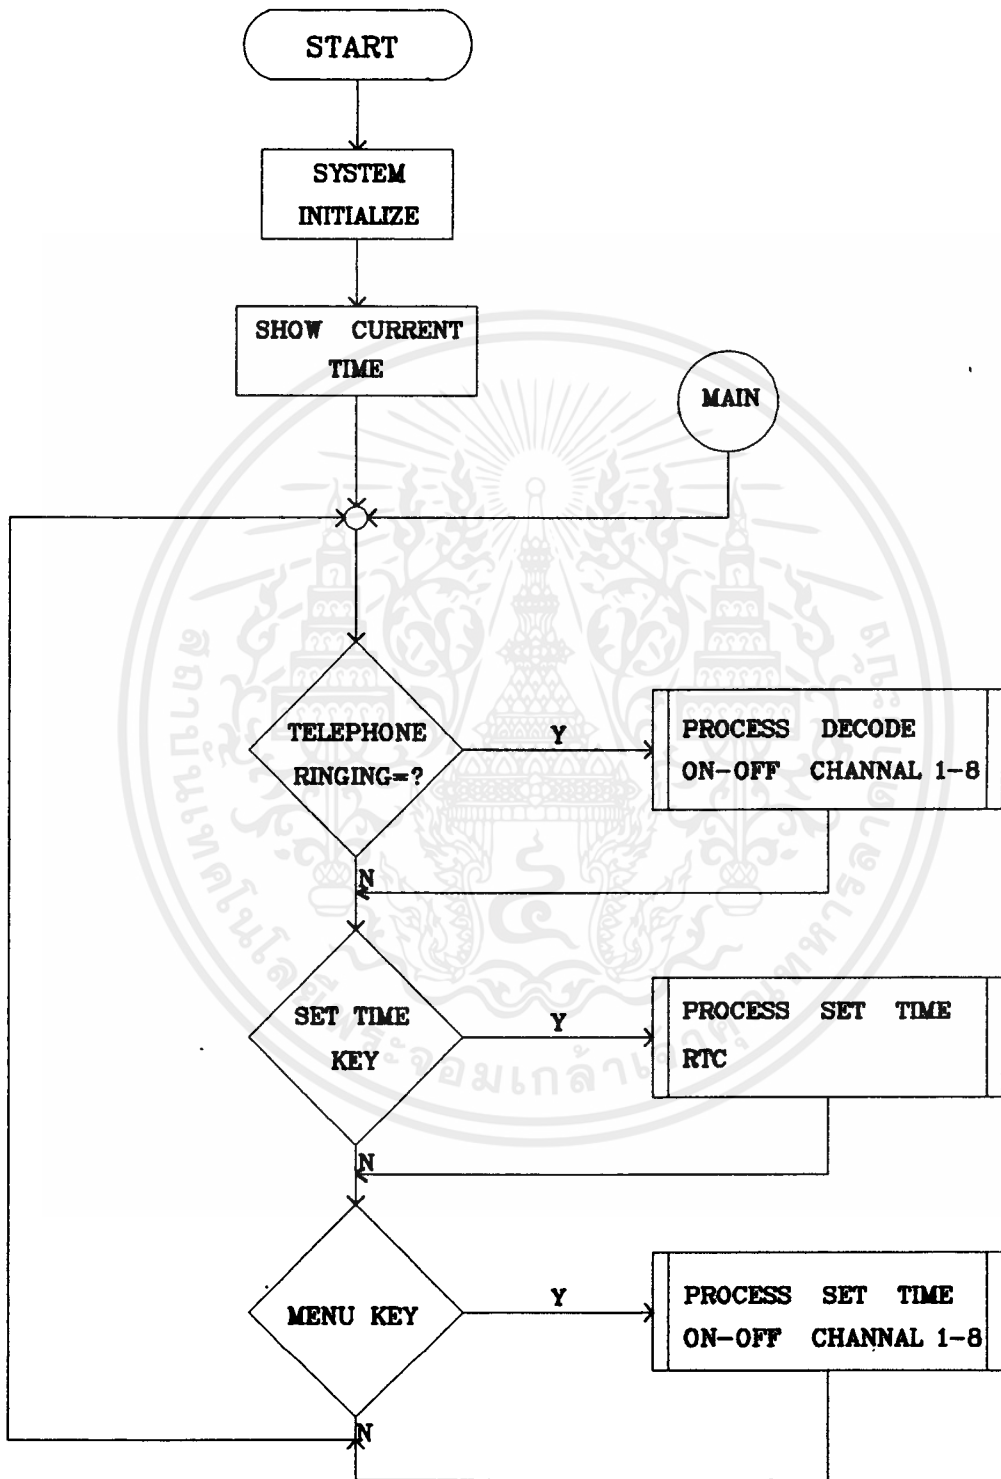 START
SYSTEM
INITIALIZE
SHOW CURRENT
TIME
MAIN
TELEPHONE
RINGING=?
Y
PROCESS DECODE
ON-OFF CHANNAL 1-8
N
SET TIME
KEY
Y
PROCESS SET TIME
RTC
N
MENU KEY
Y
PROCESS SET TIME
ON-OFF CHANNAL 1-8
N